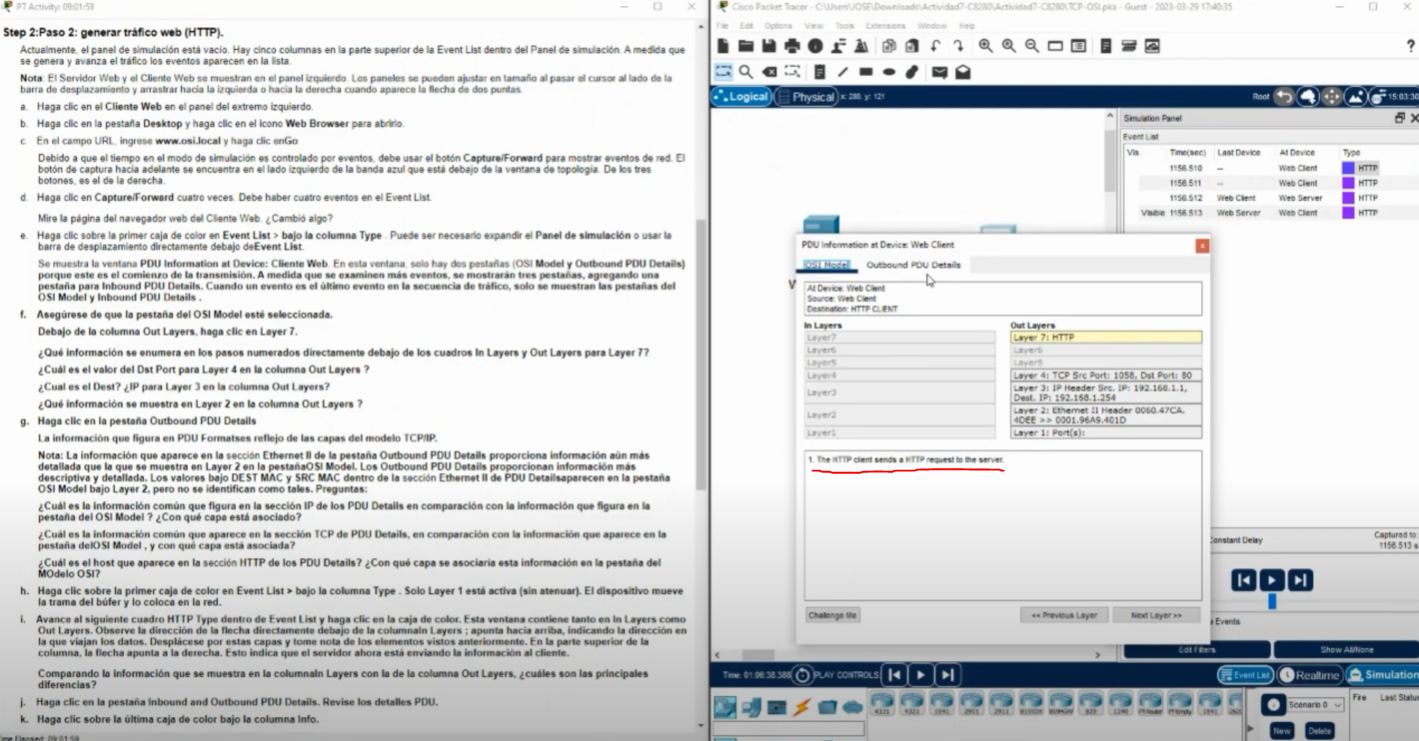 PT Activity: 09:01:59
Step 2:Paso 2: generar tráfico web (HTTP).
Actualmente, el panel de simulación está vacío. Hay cinco columnas en la parte superior de la Event List dentro del Panel de simulación. A medida que
se genera y avanza el tráfico los eventos aparecen en la lista.
Nota: El Servidor Web y el Cliente Web se muestran en el panel izquierdo. Los paneles se pueden ajustar en tamaño al pasar el cursor al lado de la
barra de desplazamiento y arrastrar hacia la izquierda o hacia la derecha cuando aparece la flecha de dos puntas.
a. Haga clic en el Cliente Web en el panel del extremo izquierdo.
b. Haga clic en la pestaña Desktop y haga clic en el icono Web Browser para abrirlo.
c. En el campo URL, ingrese www.osi.local y haga clic enGo.
Debido a que el tiempo en el modo de simulación es controlado por eventos, debe usar el botón Capture/Forward para mostrar eventos de red. El
botón de captura hacia adelante se encuentra en el lado izquierdo de la banda azul que está debajo de la ventana de topología. De los tres
botones, es el de la derecha.
d. Haga clic en Capture/Forward cuatro veces. Debe haber cuatro eventos en el Event List.
Mire la página del navegador web del Cliente Web. ¿Cambió algo?
e. Haga clic sobre la primer caja de color en Event List > bajo la columna Type . Puede ser necesario expandir el Panel de simulación o usar la
barra de desplazamiento directamente debajo deEvent List.
Se muestra la ventana PDU Information at Device: Cliente Web. En esta ventana, solo hay dos pestañas (OSI Model y Outbound PDU Details)
porque este es el comienzo de la transmisión. A medida que se examinen más eventos, se mostrarán tres pestañas, agregando una
pestaña para Inbound PDU Details. Cuando un evento es el último evento en la secuencia de tráfico, solo se muestran las pestañas del
OSI Model y Inbound PDU Details .
f. Asegúrese de que la pestaña del OSI Model esté seleccionada.
Debajo de la columna Out Layers, haga clic en Layer 7.
¿Qué información se enumera en los pasos numerados directamente debajo de los cuadros In Layers y Out Layers para Layer 7?
¿Cuál es el valor del Dst Port para Layer 4 en la columna Out Layers ?
¿Cual es el Dest? ¿IP para Layer 3 en la columna Out Layers?
¿Qué información se muestra en Layer 2 en la columna Out Layers ?
g. Haga clic en la pestaña Outbound PDU Details
La información que figura en PDU Formatses reflejo de las capas del modelo TCP/IP.
Nota: La información que aparece en la sección Ethernet II de la pestaña Outbound PDU Details proporciona información aún más
detallada que la que se muestra en Layer 2 en la pestañaOSI Model. Los Outbound PDU Details proporcionan información más
descriptiva y detallada. Los valores bajo DEST MAC y SRC MAC dentro de la sección Ethernet II de PDU Detailsaparecen en la pestaña
OSI Model bajo Layer 2, pero no se identifican como tales. Preguntas:
¿Cuál es la información común que figura en la sección IP de los PDU Details en comparación con la información que figura en la
pestaña del OSI Model ? ¿Con qué capa está asociado?
¿Cuál es la información común que aparece en la sección TCP de PDU Details, en comparación con la información que aparece en la
pestaña delOSI Model , y con qué capa está asociada?
¿Cuál es el host que aparece en la sección HTTP de los PDU Details? ¿Con qué capa se asociaría esta información en la pestaña del
MOdelo OSI?
h. Haga clic sobre la primer caja de color en Event List > bajo la columna Type . Solo Layer 1 está activa (sin atenuar). El dispositivo mueve
la trama del búfer y lo coloca en la red.
i. Avance al siguiente cuadro HTTP Type dentro de Event List y haga clic en la caja de color. Esta ventana contiene tanto en In Layers como
Out Layers. Observe la dirección de la flecha directamente debajo de la columnaIn Layers ; apunta hacia arriba, indicando la dirección en
la que viajan los datos. Desplácese por estas capas y tome nota de los elementos vistos anteriormente. En la parte superior de la
columna, la flecha apunta a la derecha. Esto indica que el servidor ahora está enviando la información al cliente.
Comparando la información que se muestra en la columnaIn Layers con la de la columna Out Layers, ¿cuáles son las principales
diferencias?
j. Haga clic en la pestaña Inbound and Outbound PDU Details. Revise los detalles PDU.
k. Haga clic sobre la última caja de color bajo la columna Info.
Time Elapsed: 09:01:59
Cisco Packet Tracer - C:\Users\JOSE\Downloads\Actividad7-C8280\Actividad7-C8280\TCP-OSI.pka - Guest - 2023-03-29 17:40:35
File Edit Options View Tools Extensions Window Help
?
Logical Physical x: 280, y: 121 Root 15:03:30
Simulation Panel
Event List
Vis Time(sec) Last Device At Device Type
1156.510 -- Web Client HTTP
1156.511 -- Web Client HTTP
1156.512 Web Client Web Server HTTP
Visible 1156.513 Web Server Web Client HTTP
W
PDU Information at Device: Web Client
OSI Model Outbound PDU Details
At Device: Web Client
Source: Web Client
Destination: HTTP CLIENT
In Layers Out Layers
Layer7 Layer 7: HTTP
Layer6 Layer6
Layer5 Layer5
Layer4 Layer 4: TCP Src Port: 1058, Dst Port: 80
Layer3 Layer 3: IP Header Src. IP: 192.168.1.1,
Dest. IP: 192.168.1.254
Layer2 Layer 2: Ethernet II Header 0060.47CA.
4DEE >> 0001.96A9.401D
Layer1 Layer 1: Port(s):
1. The HTTP client sends a HTTP request to the server.
Challenge Me << Previous Layer Next Layer >>
Constant Delay Captured to:
1156.513 s
Events
Edit Filters Show All/None
Time: 01:06:38.388 PLAY CONTROLS: Event List Realtime Simulation
4331 4321 1941 2901 2911 819IOX 819HGW 829 1240 PT-Router PT-Empty 1841
Scenario 0 Fire Last Status
New Delete